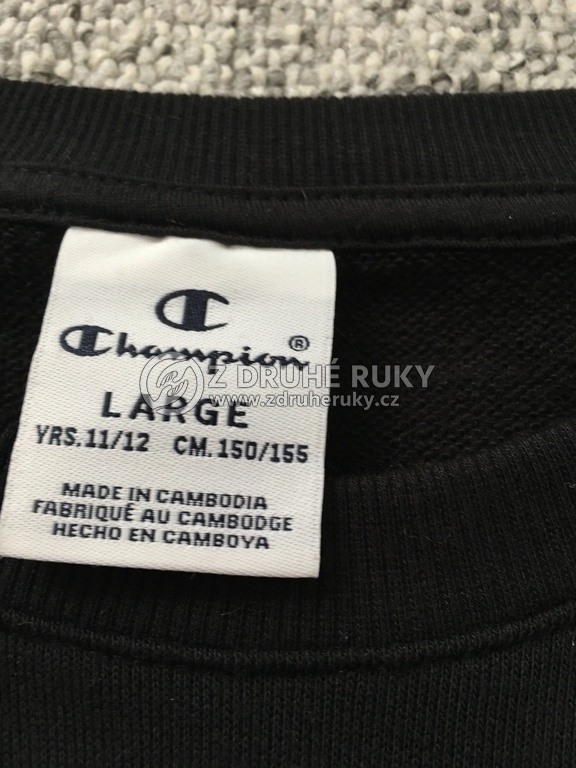 Champion®
Z DRUHÉ RUKY
LARGE
www.zdruheruky.cz
YRS.11/12 CM.150/155
MADE IN CAMBODIA
FABRIQUÉ AU CAMBODGE
HECHO EN CAMBOYA